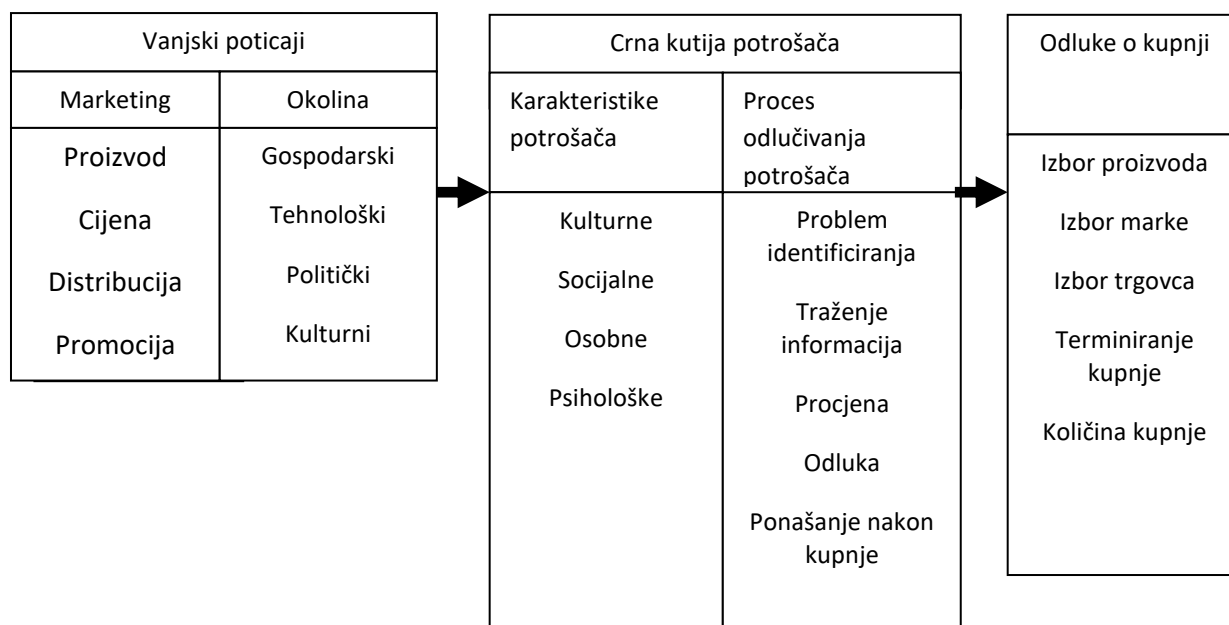 Vanjski poticaji
Marketing
Okolina
Proizvod
Cijena
Distribucija
Promocija
Gospodarski
Tehnološki
Politički
Kulturni
Crna kutija potrošača
Karakteristike
potrošača
Proces
odlučivanja
potrošača
Kulturne
Socijalne
Osobne
Psihološke
Problem
identificiranja
Traženje
informacija
Procjena
Odluka
Ponašanje nakon
kupnje
Odluke o kupnji
Izbor proizvoda
Izbor marke
Izbor trgovca
Terminiranje
kupnje
Količina kupnje